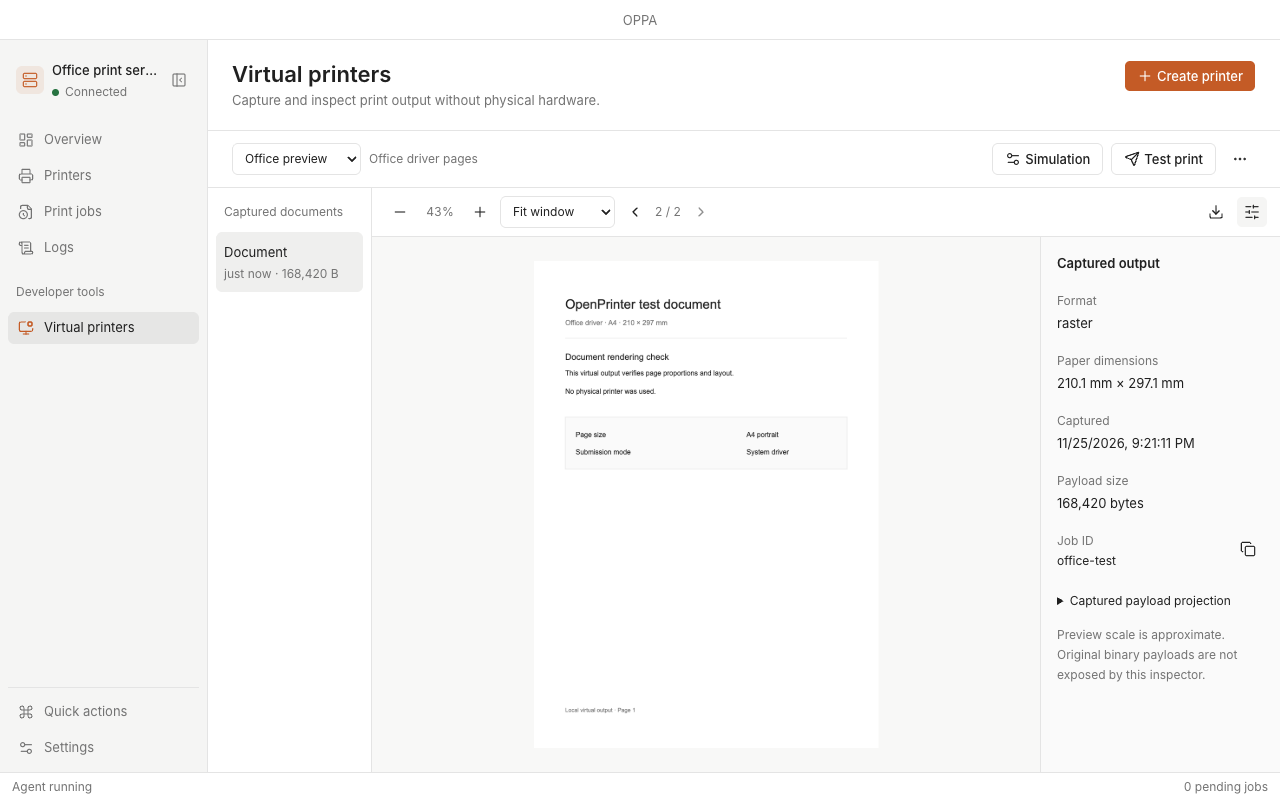 OPPA
Office print ser...
Connected
Overview
Printers
Print jobs
Logs
Developer tools
Virtual printers
Quick actions
Settings
Virtual printers
Capture and inspect print output without physical hardware.
Create printer
Office preview
Office driver pages
Simulation
Test print
Captured documents
Document
just now · 168,420 B
43%
Fit window
2 / 2
OpenPrinter test document
Office driver · A4 · 210 × 297 mm
Document rendering check
This virtual output verifies page proportions and layout.
No physical printer was used.
Page size A4 portrait
Submission mode System driver
Local virtual output · Page 1
Captured output
Format
raster
Paper dimensions
210.1 mm × 297.1 mm
Captured
11/25/2026, 9:21:11 PM
Payload size
168,420 bytes
Job ID
office-test
Captured payload projection
Preview scale is approximate.
Original binary payloads are not
exposed by this inspector.
Agent running
0 pending jobs